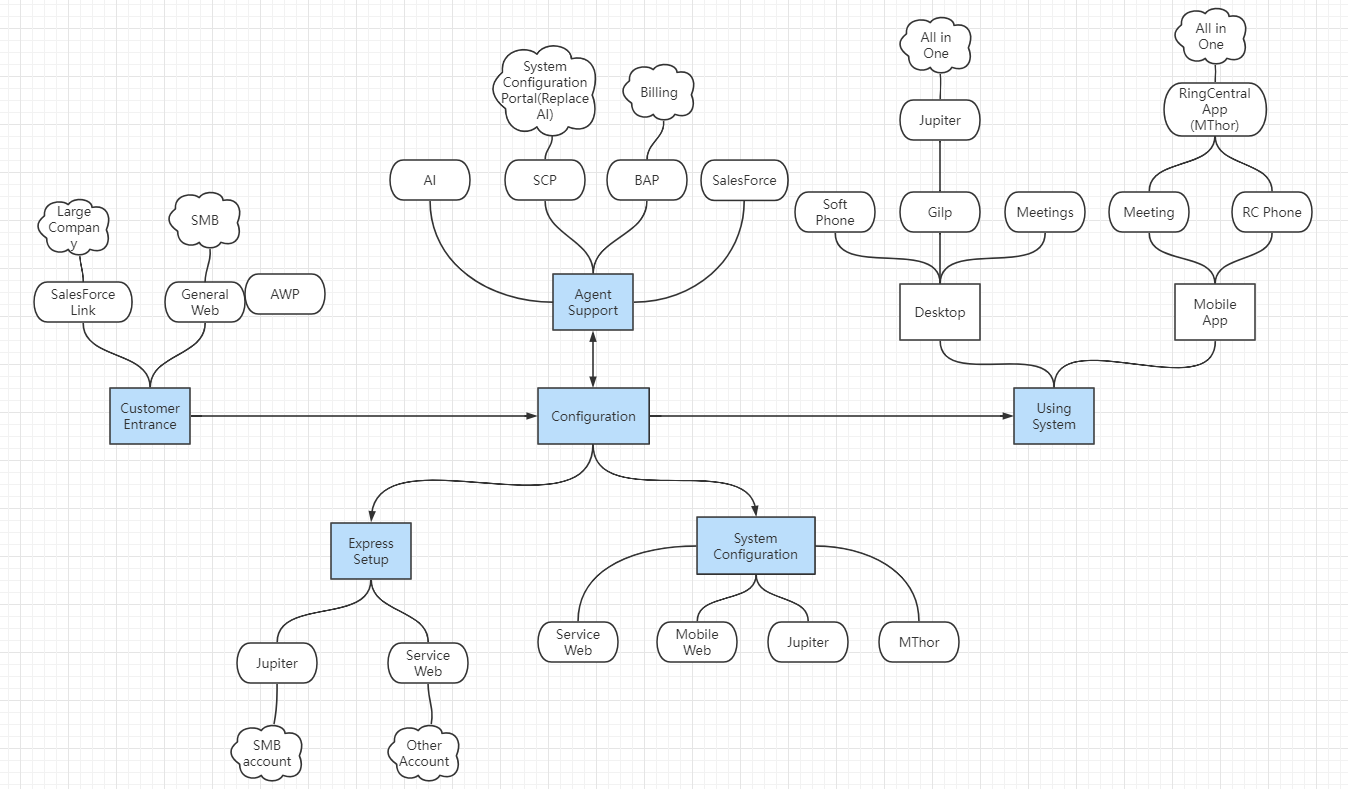 All in
One
All in
One
System
Configuration
Portal(Replace
AI)
Billing
RingCentral
App
(MThor)
Jupiter
AI
SCP
BAP
SalesForce
Large
Compan
y
SMB
Soft
Phone
Gilp
Meetings
Meeting
RC Phone
SalesForce
Link
General
Web
AWP
Agent
Support
Desktop
Mobile
App
Customer
Entrance
Configuration
Using
System
Express
Setup
System
Configuration
Service
Web
Mobile
Web
Jupiter
MThor
Jupiter
Service
Web
SMB
account
Other
Account